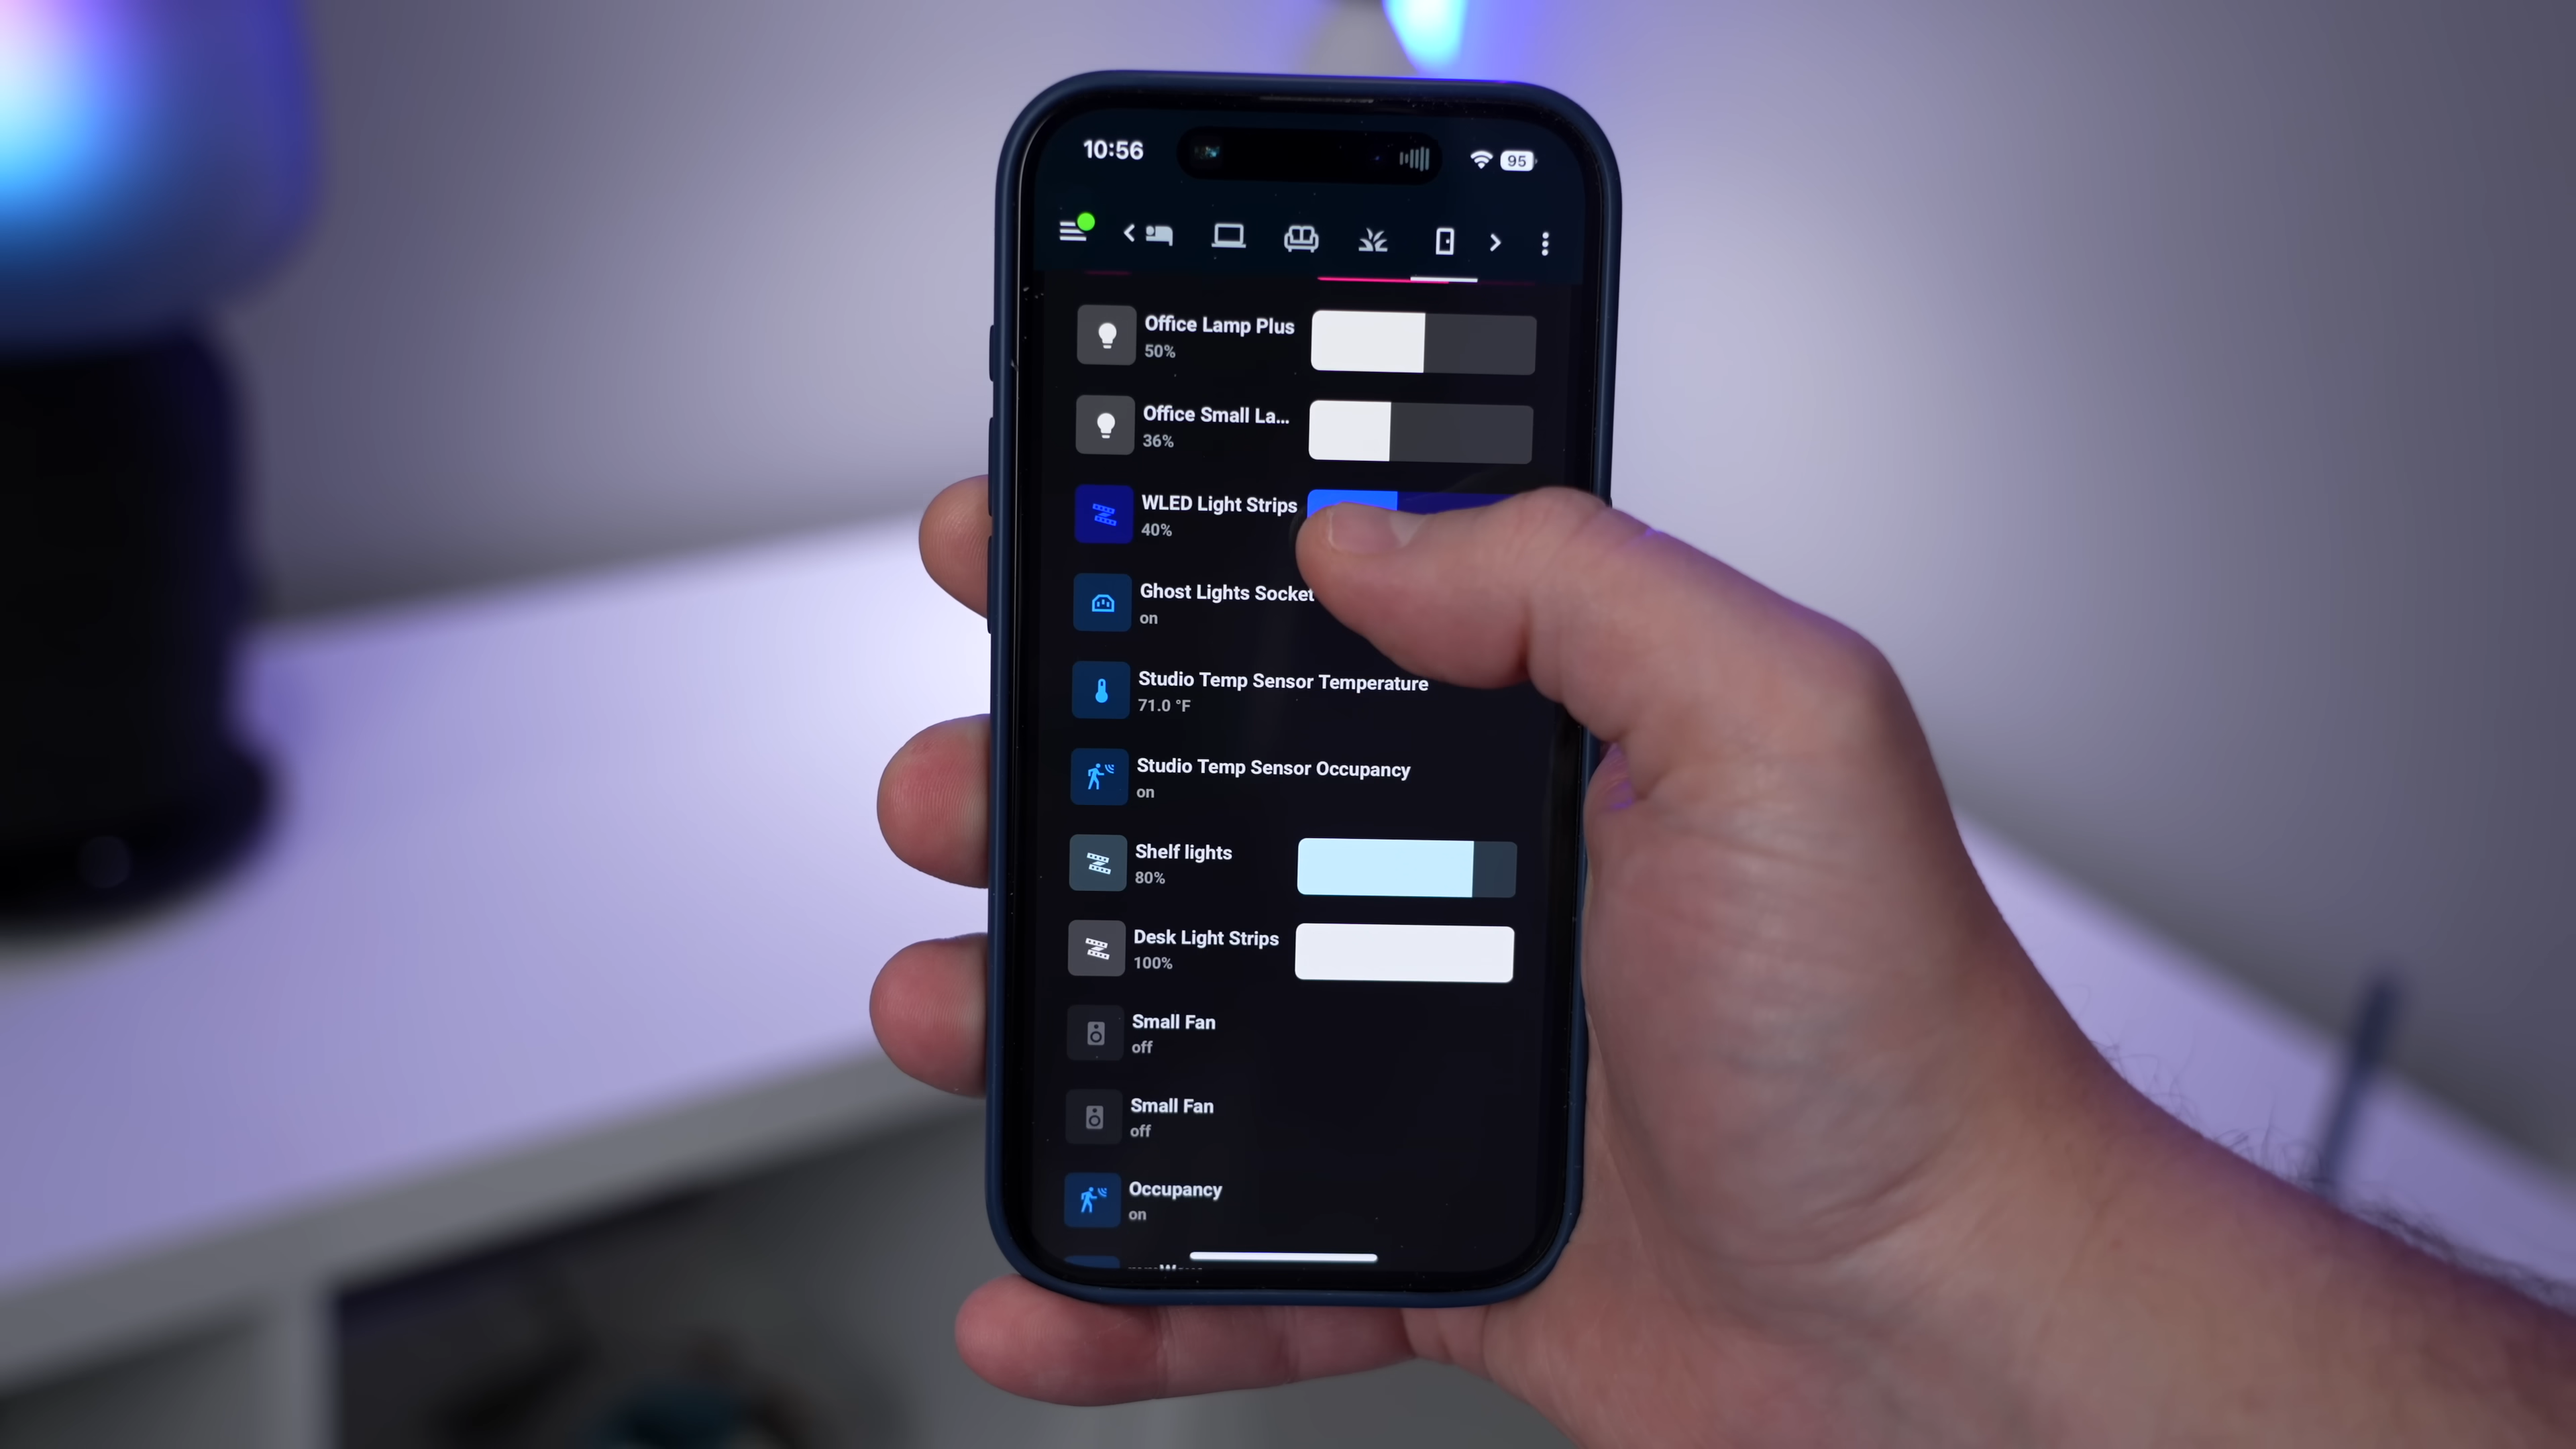 10:56
95
Office Lamp Plus
50%
Office Small La...
36%
WLED Light Strips
40%
Ghost Lights Socket
on
Studio Temp Sensor Temperature
71.0 °F
Studio Temp Sensor Occupancy
on
Shelf lights
80%
Desk Light Strips
100%
Small Fan
off
Small Fan
off
Occupancy
on